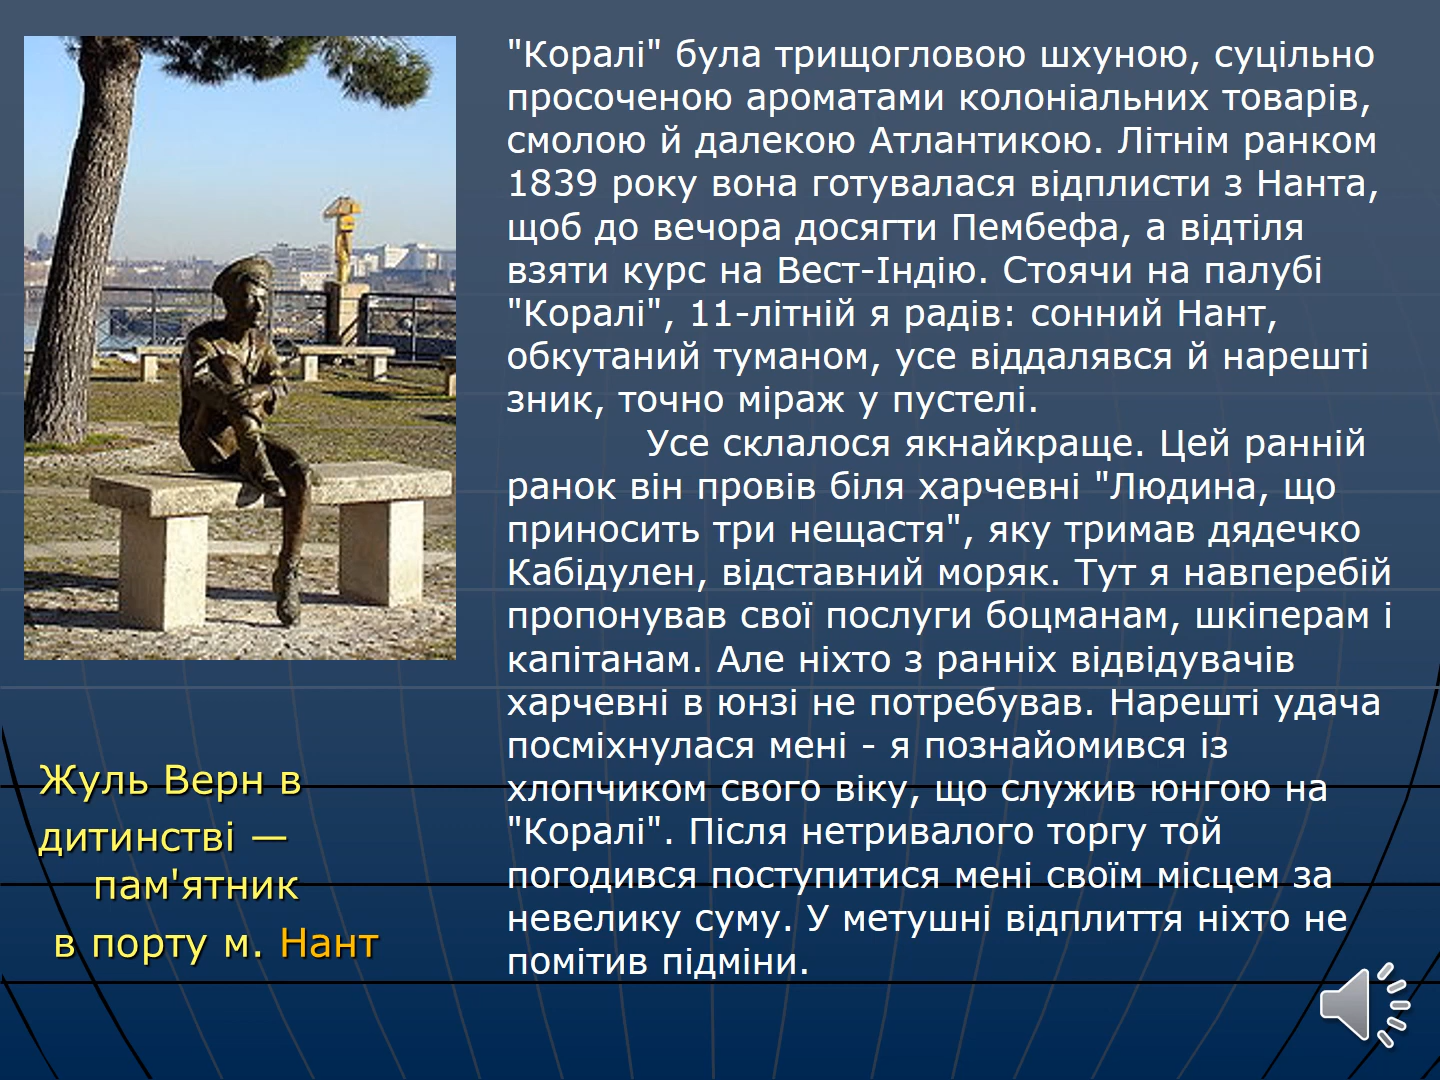 "Коралі" була трищогловою шхуною, суцільно
просоченою ароматами колоніальних товарів,
смолою й далекою Атлантикою. Літнім ранком
1839 року вона готувалася відплисти з Нанта,
щоб до вечора досягти Пембефа, а відтіля
взяти курс на Вест-Індію. Стоячи на палубі
"Коралі", 11-літній я радів: сонний Нант,
обкутаний туманом, усе віддалявся й нарешті
зник, точно міраж у пустелі.
Усе склалося якнайкраще. Цей ранній
ранок він провів біля харчевні "Людина, що
приносить три нещастя", яку тримав дядечко
Кабідулен, відставний моряк. Тут я навперебій
пропонував свої послуги боцманам, шкіперам і
капітанам. Але ніхто з ранніх відвідувачів
харчевні в юнзі не потребував. Нарешті удача
посміхнулася мені - я познайомився із
хлопчиком свого віку, що служив юнгою на
"Коралі". Після нетривалого торгу той
погодився поступитися мені своїм місцем за
невелику суму. У метушні відплиття ніхто не
помітив підміни.
Жуль Верн в
дитинстві —
пам'ятник
в порту м. Нант